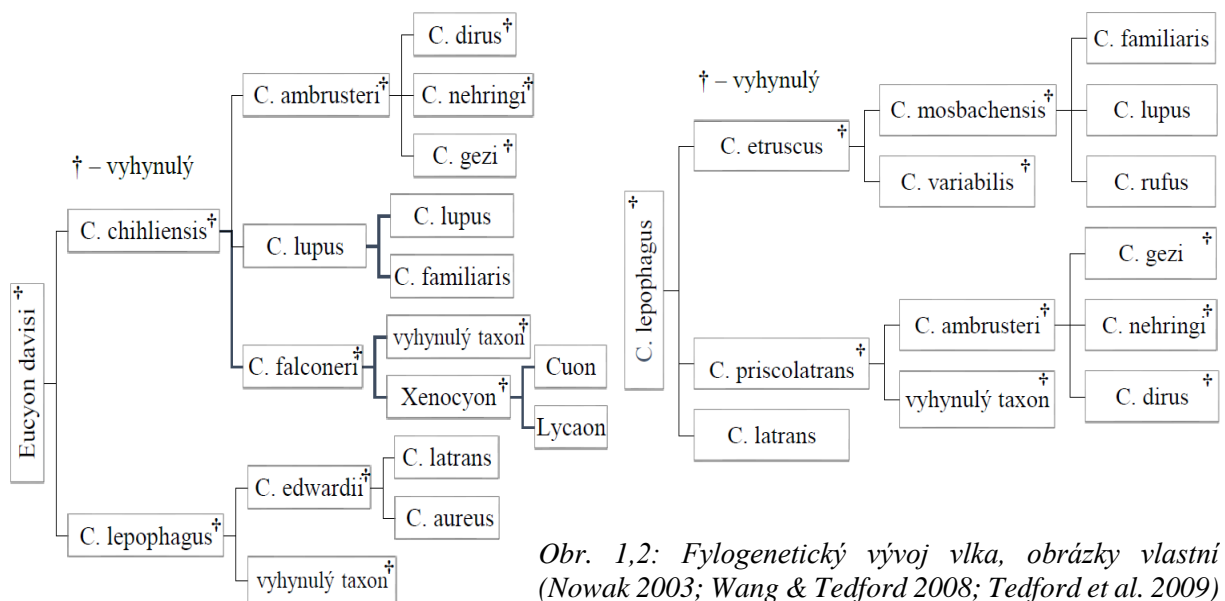 † – vyhynulý
Eucyon davisi †
C. chihliensis†
C. lepophagus†
C. ambrusteri†
C. lupus
C. falconeri†
C. edwardii†
vyhynulý taxon†
C. dirus†
C. nehringi†
C. gezi †
C. lupus
C. familiaris
vyhynulý taxon†
Xenocyon †
Cuon
Lycaon
C. latrans
C. aureus
† – vyhynulý
C. lepophagus †
C. etruscus †
C. priscolatrans†
C. latrans
C. mosbachensis†
C. variabilis †
C. ambrusteri†
vyhynulý taxon†
C. familiaris
C. lupus
C. rufus
C. gezi †
C. nehringi†
C. dirus †
Obr. 1,2: Fylogenetický vývoj vlka, obrázky vlastní
(Nowak 2003; Wang & Tedford 2008; Tedford et al. 2009)